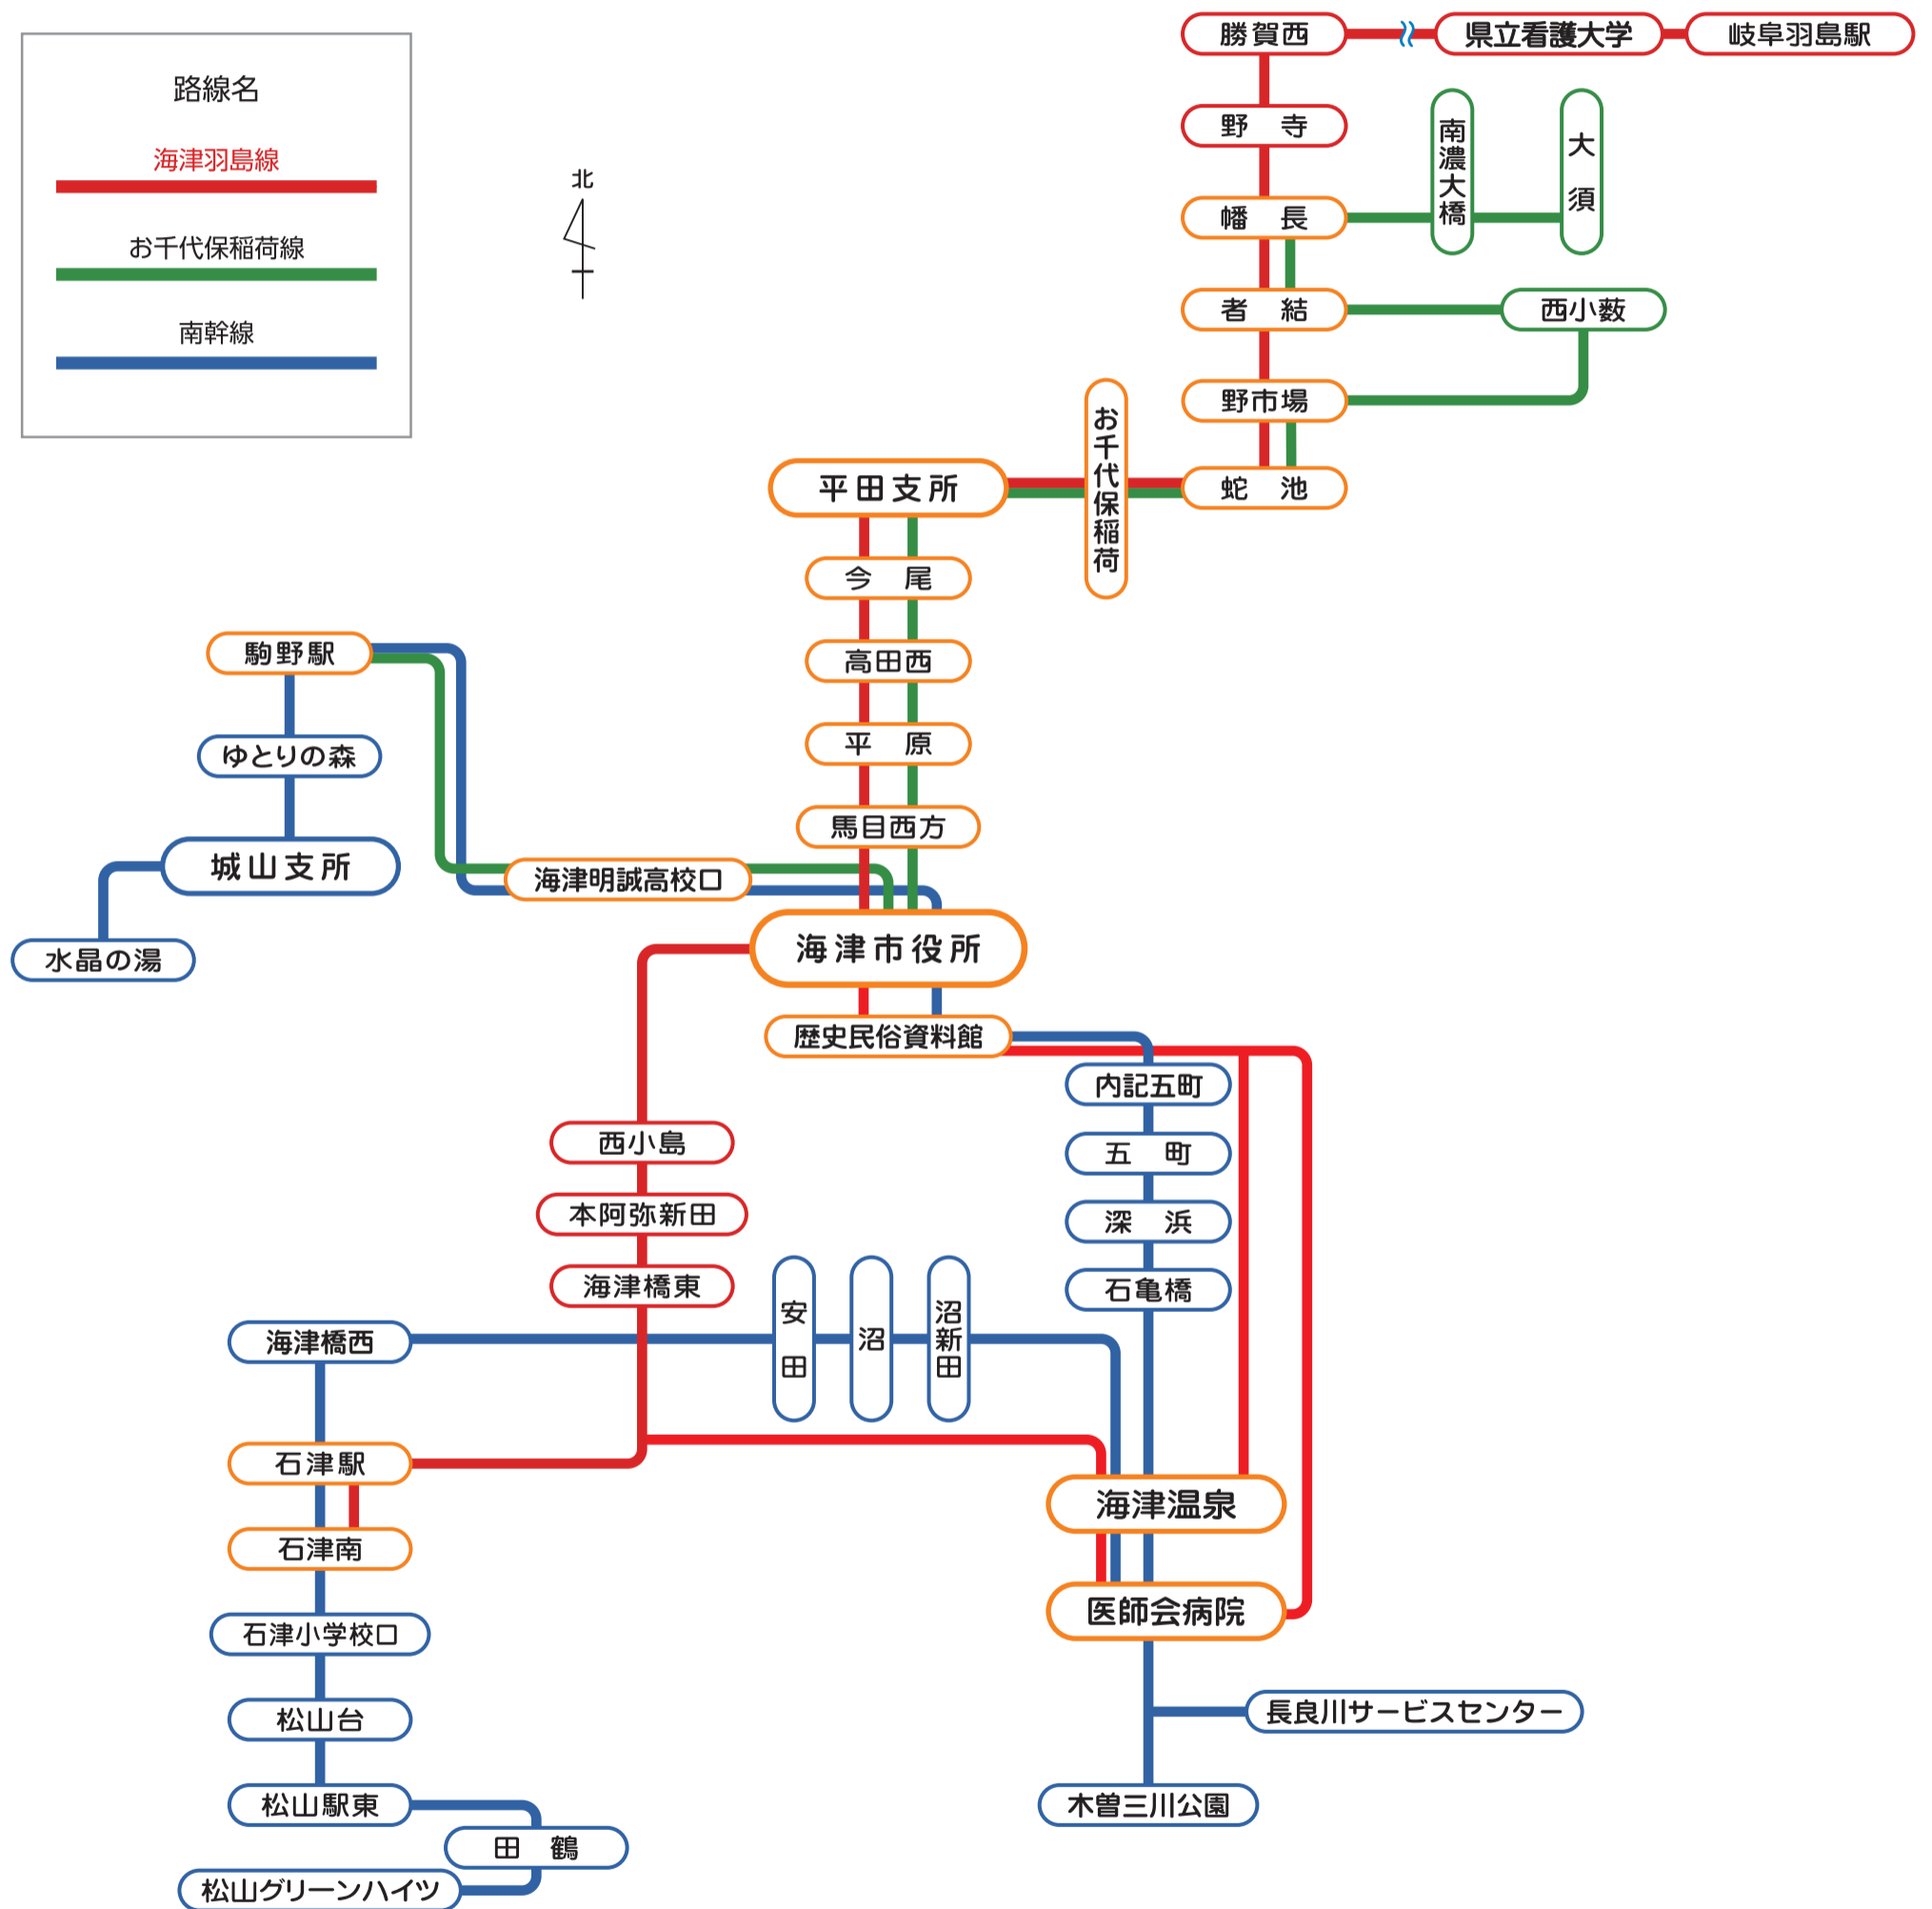 路線名
海津羽島線
お千代保稲荷線
南幹線
北
勝賀西
県立看護大学
岐阜羽島駅
野寺
南濃大橋
大須
幡長
者結
西小薮
野市場
お千代保稲荷
平田支所
蛇池
今尾
駒野駅
高田西
ゆとりの森
平原
馬目西方
城山支所
海津明誠高校口
水晶の湯
海津市役所
歴史民俗資料館
内記五町
西小島
五町
本阿弥新田
深浜
海津橋東
石亀橋
安田
沼
沼新田
海津橋西
石津駅
海津温泉
石津南
医師会病院
石津小学校口
松山台
長良川サービスセンター
松山駅東
木曽三川公園
田鶴
松山グリーンハイツ